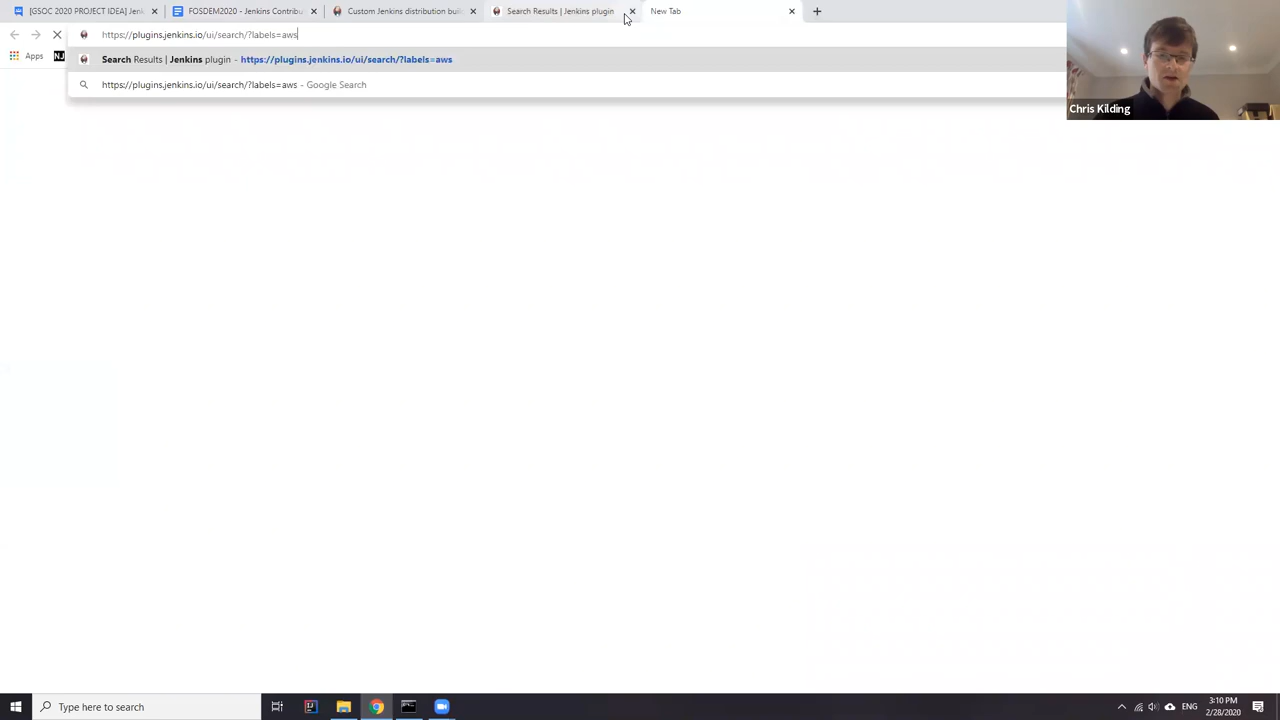 [GSOC 2020 PROJECT IDEA] Jenk
FOSDEM2020 - Jenkins Contribu
Custom Jenkins distribution buil
Search Results | Jenkins plugin
New Tab
https://plugins.jenkins.io/ui/search/?labels=aws
Apps
NJ
Search Results | Jenkins plugin - https://plugins.jenkins.io/ui/search/?labels=aws
https://plugins.jenkins.io/ui/search/?labels=aws - Google Search
Chris Kilding
Type here to search
ENG
3:10 PM
2/28/2020